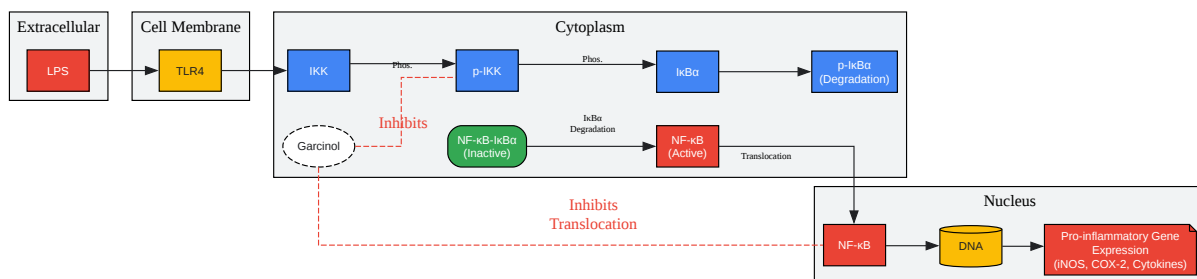 Extracellular
Cell Membrane
Cytoplasm
LPS
TLR4
IKK
Phos.
p-IKK
Phos.
IκBα
p-IκBα
(Degradation)
Inhibits
Garcinol
NF-κB-IκBα
(Inactive)
IκBα
Degradation
NF-κB
(Active)
Translocation
Inhibits
Translocation
Nucleus
NF-κB
DNA
Pro-inflammatory Gene
Expression
(iNOS, COX-2, Cytokines)